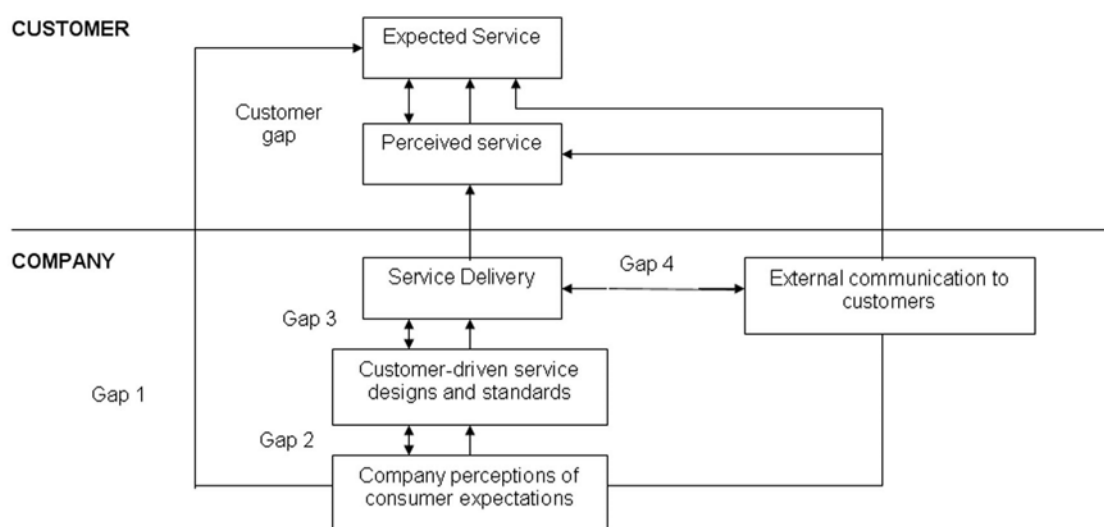 CUSTOMER
Expected Service
Customer
gap
Perceived service
COMPANY
Service Delivery
Gap 4
External communication to
customers
Gap 3
Customer-driven service
designs and standards
Gap 1
Gap 2
Company perceptions of
consumer expectations